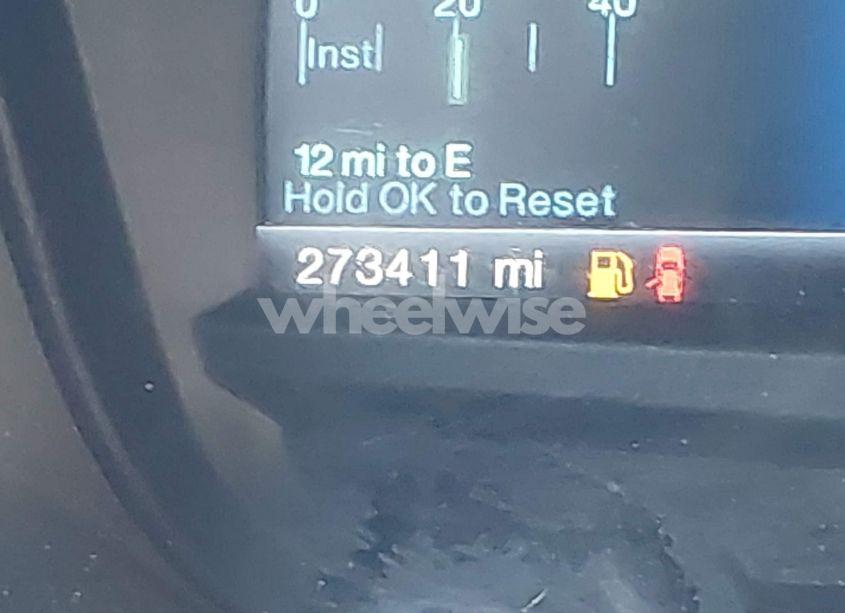 0 20 40
Inst
12 mi to E
Hold OK to Reset
273411 mi
wheelwise